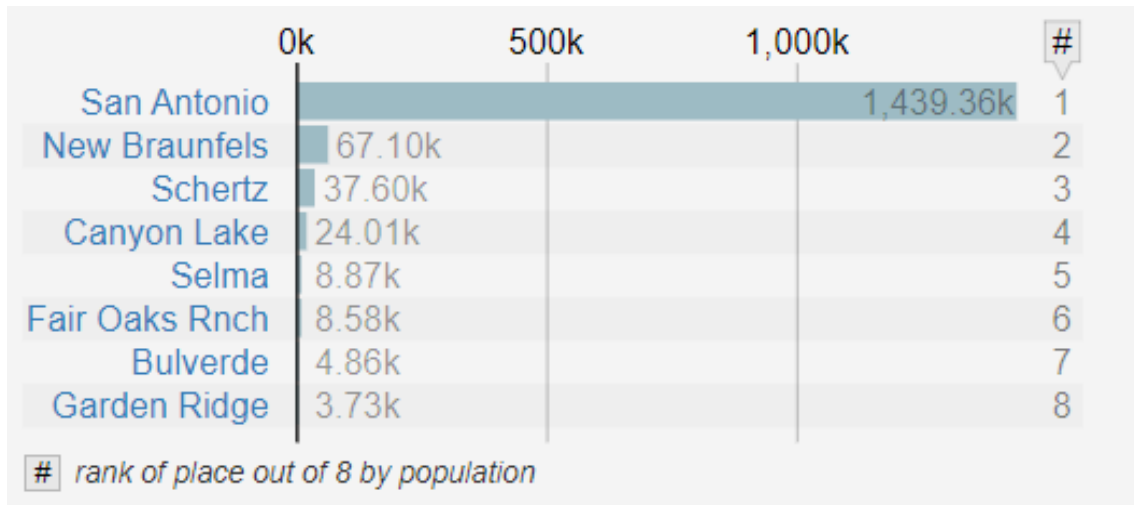 0k 500k 1,000k #
San Antonio 1,439.36k 1
New Braunfels 67.10k 2
Schertz 37.60k 3
Canyon Lake 24.01k 4
Selma 8.87k 5
Fair Oaks Rnch 8.58k 6
Bulverde 4.86k 7
Garden Ridge 3.73k 8
# rank of place out of 8 by population